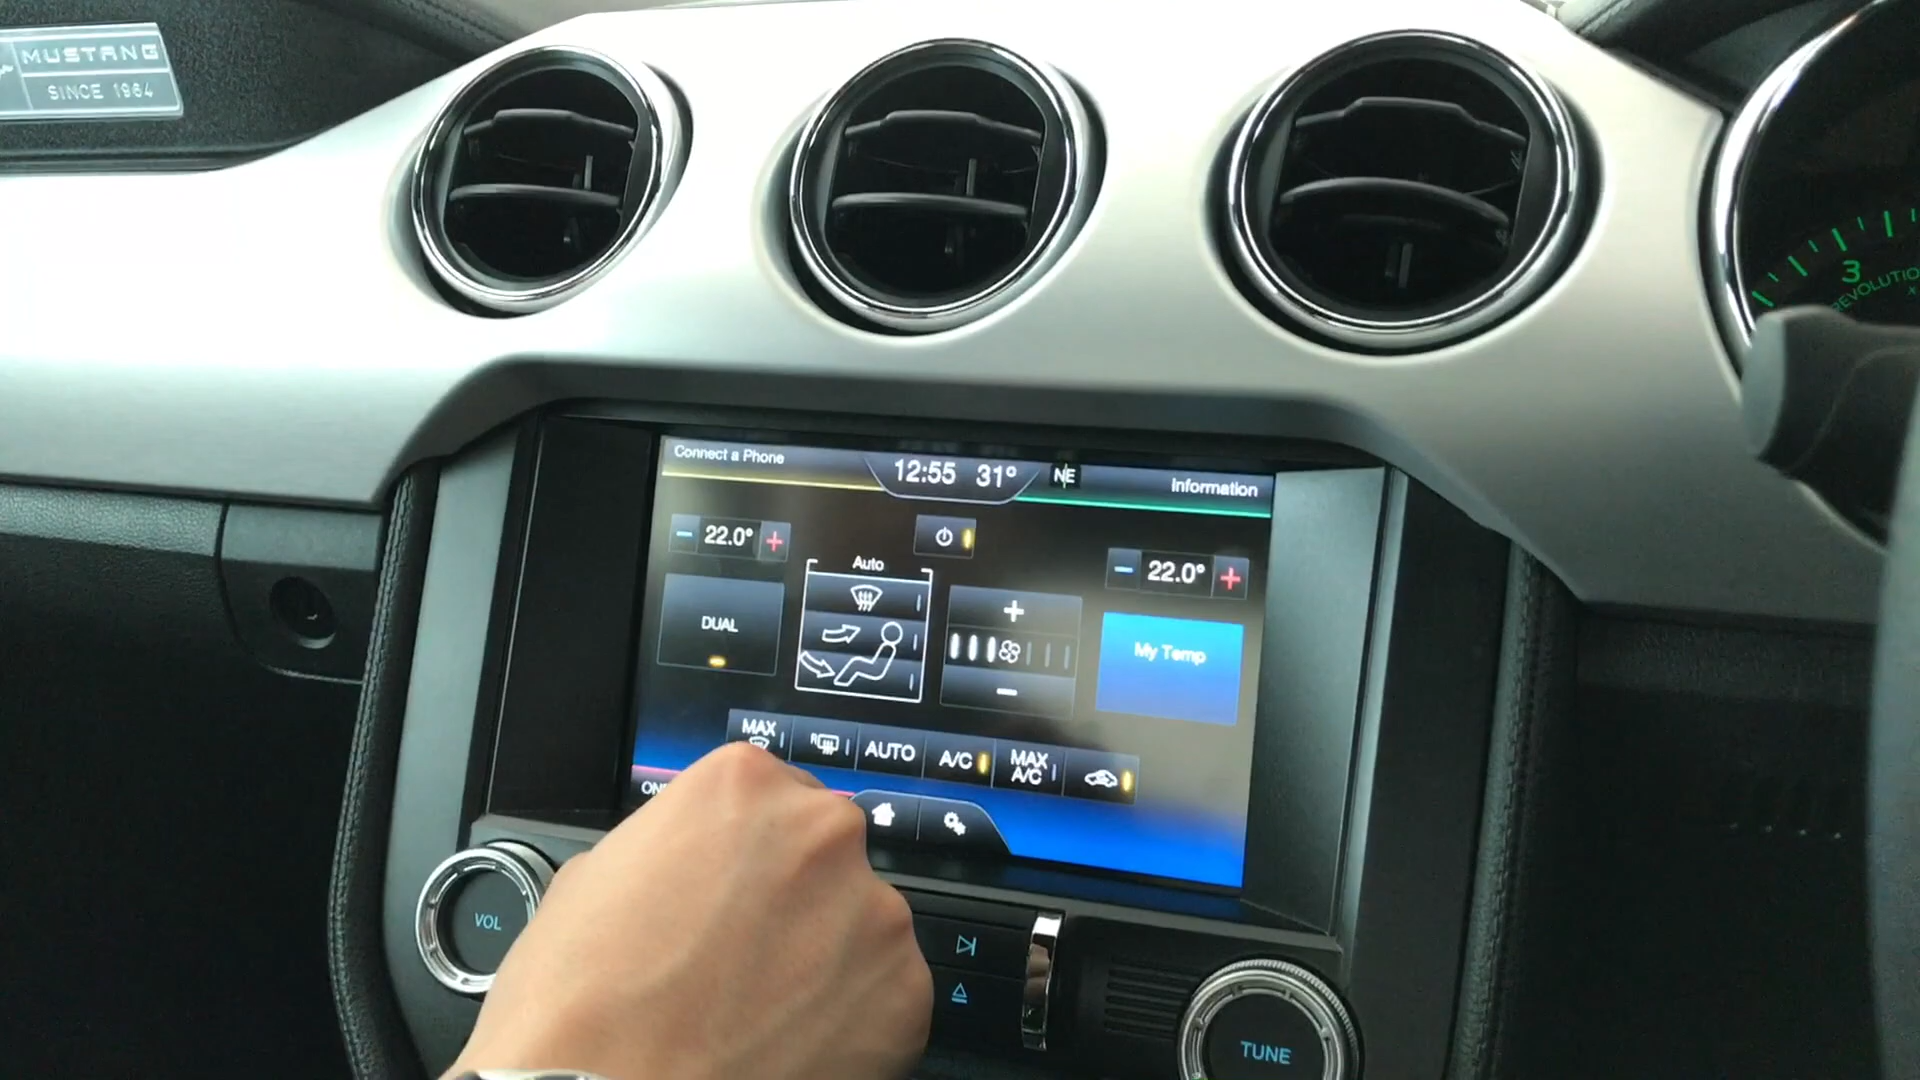 MUSTANG
SINCE 1964
3
REVOLUTIO
Connect a Phone
12:55 31° NE
Information
− 22.0° +
Auto
− 22.0° +
DUAL
+
−
My Temp
MAX
R
AUTO
A/C
MAX
A/C
VOL
TUNE